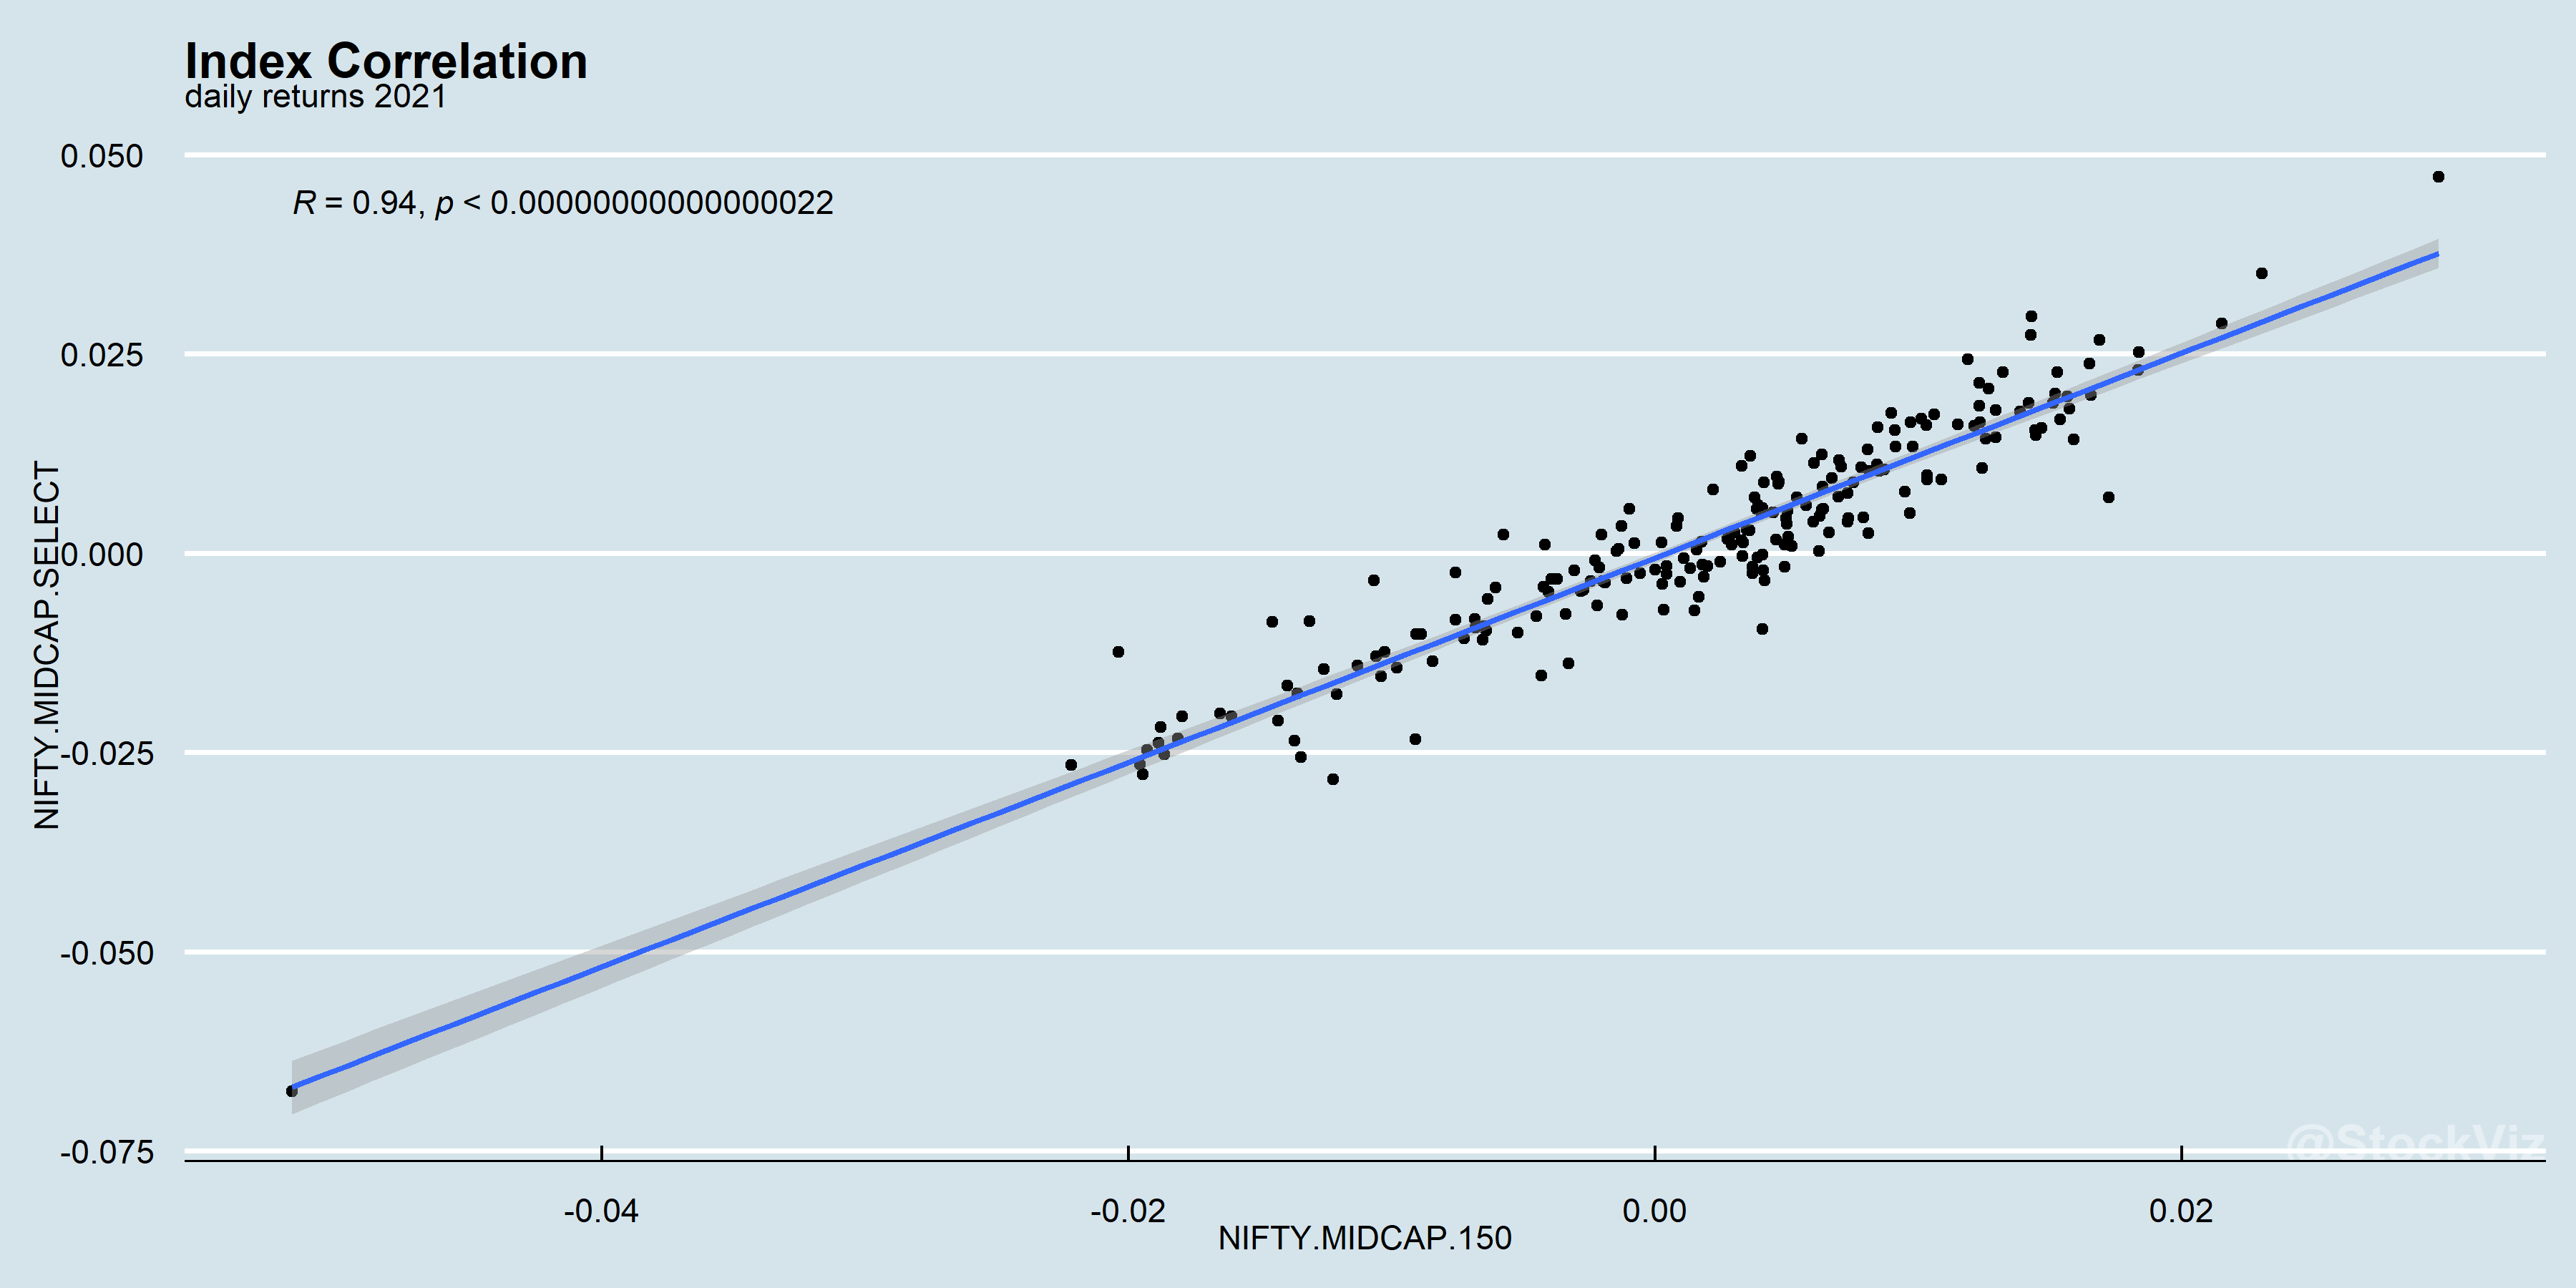 Index Correlation
daily returns 2021
R = 0.94, p < 0.00000000000000022
0.050
0.025
0.000
-0.025
-0.050
-0.075
NIFTY.MIDCAP.SELECT
@StockViz
-0.04
-0.02
0.00
0.02
NIFTY.MIDCAP.150